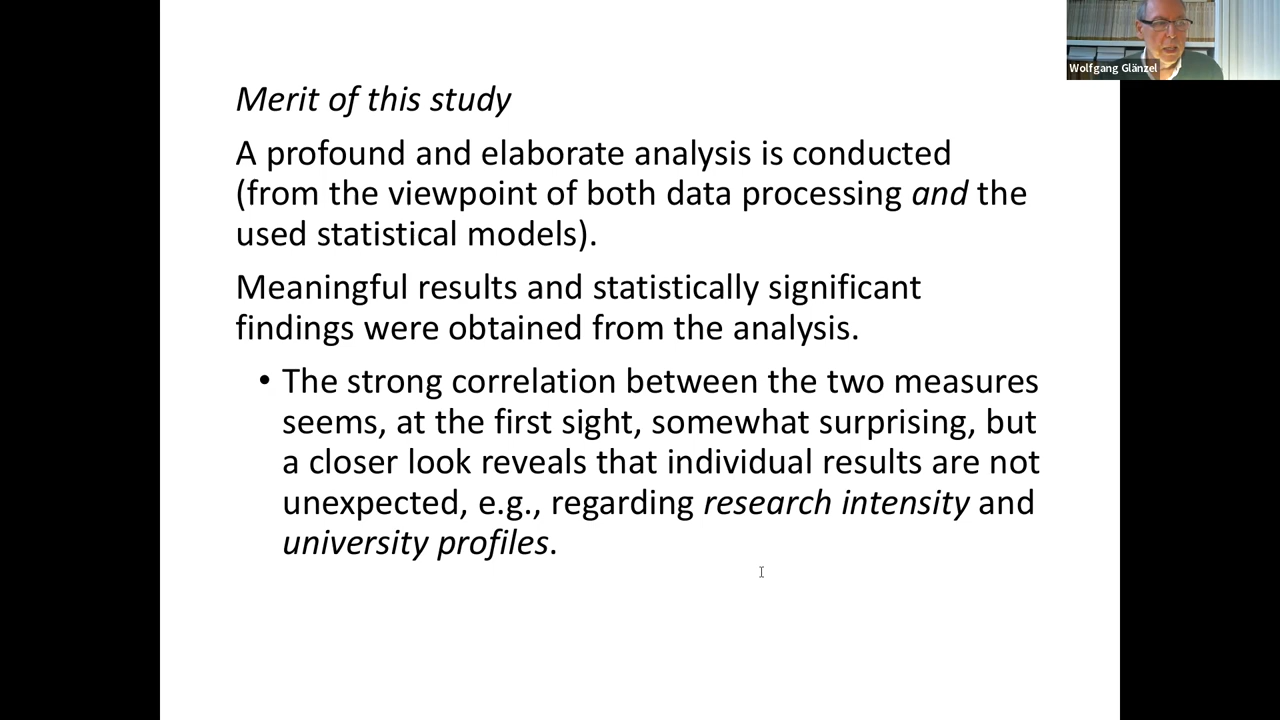 Wolfgang Glänzel
Merit of this study
A profound and elaborate analysis is conducted
(from the viewpoint of both data processing and the
used statistical models).
Meaningful results and statistically significant
findings were obtained from the analysis.
• The strong correlation between the two measures
seems, at the first sight, somewhat surprising, but
a closer look reveals that individual results are not
unexpected, e.g., regarding research intensity and
university profiles.